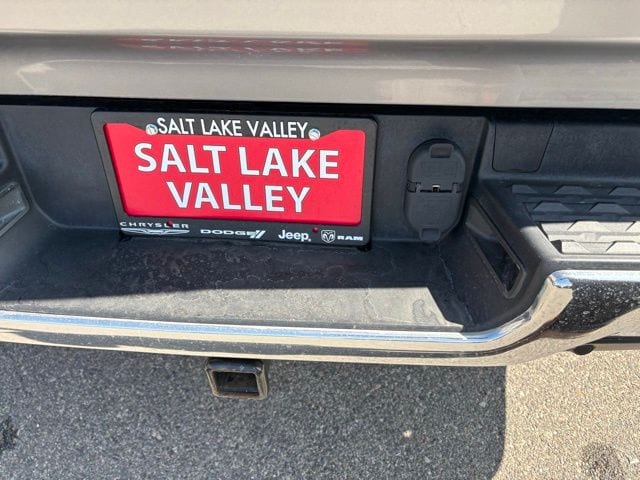 SALT LAKE VALLEY
SALT LAKE
VALLEY
CHRYSLER DODGE Jeep RAM